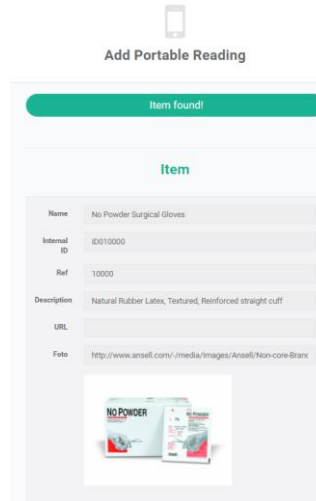 Add Portable Reading
Item found!
Item
Name No Powder Surgical Gloves
Internal ID ID010000
Ref 10000
Description Natural Rubber Latex, Textured, Reinforced straight cuff
URL
Foto http://www.ansell.com/-/media/Images/Ansell/Non-core-Branc
NO POWDER
NO POWDER